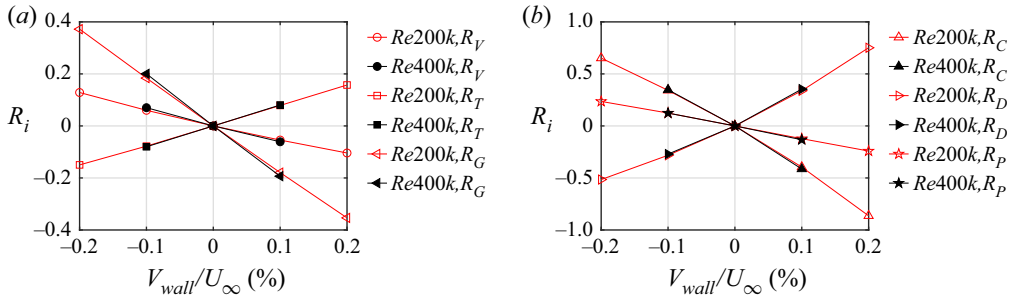 (a)
0.4
0.2
0
−0.2
−0.4
R_i
−0.2 −0.1 0 0.1 0.2
V_wall/U_∞ (%)
Re200k,R_V
Re400k,R_V
Re200k,R_T
Re400k,R_T
Re200k,R_G
Re400k,R_G
(b)
1.0
0.5
0
−0.5
−1.0
R_i
−0.2 −0.1 0 0.1 0.2
V_wall/U_∞ (%)
Re200k,R_C
Re400k,R_C
Re200k,R_D
Re400k,R_D
Re200k,R_P
Re400k,R_P